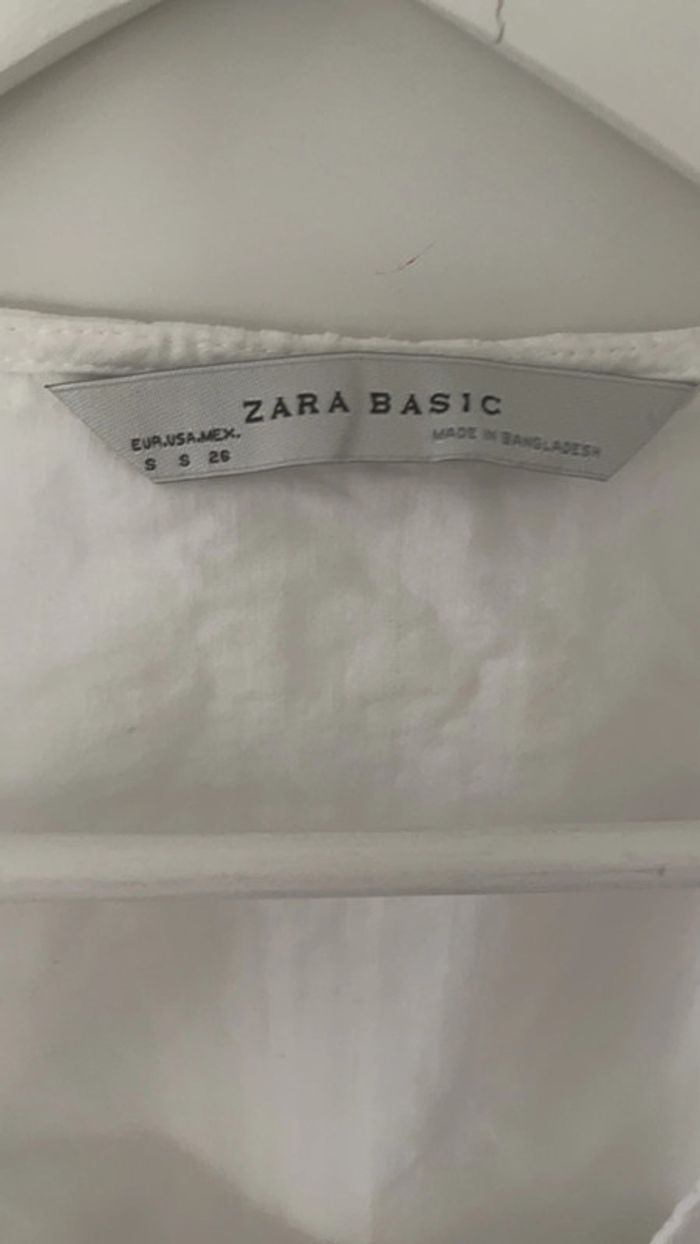 ZARA BASIC
EUR.USA.MEX.
S S 26
MADE IN BANGLADESH